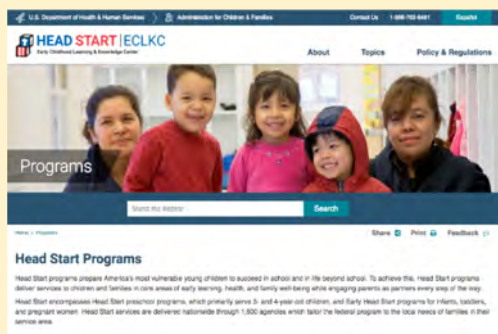 U.S. Department of Health & Human Services
Administration for Children & Families
Contact Us 1-866-763-6481 Español
HEAD START | ECLKC
Early Childhood Learning & Knowledge Center
About Topics Policy & Regulations
Programs
Search
Home > Programs
Share Print Feedback
Head Start Programs
Head Start programs prepare America's most vulnerable young children to succeed in school and in life beyond school. To achieve this, Head Start programs
deliver services to children and families in core areas of early learning, health, and family well-being while engaging parents as partners every step of the way.
Head Start encompasses Head Start preschool programs, which primarily serve 3- and 4-year old children, and Early Head Start programs for infants, toddlers,
and pregnant women. Head Start services are delivered nationwide through 1,600 agencies which tailor the federal program to the local needs of families in their
service area.